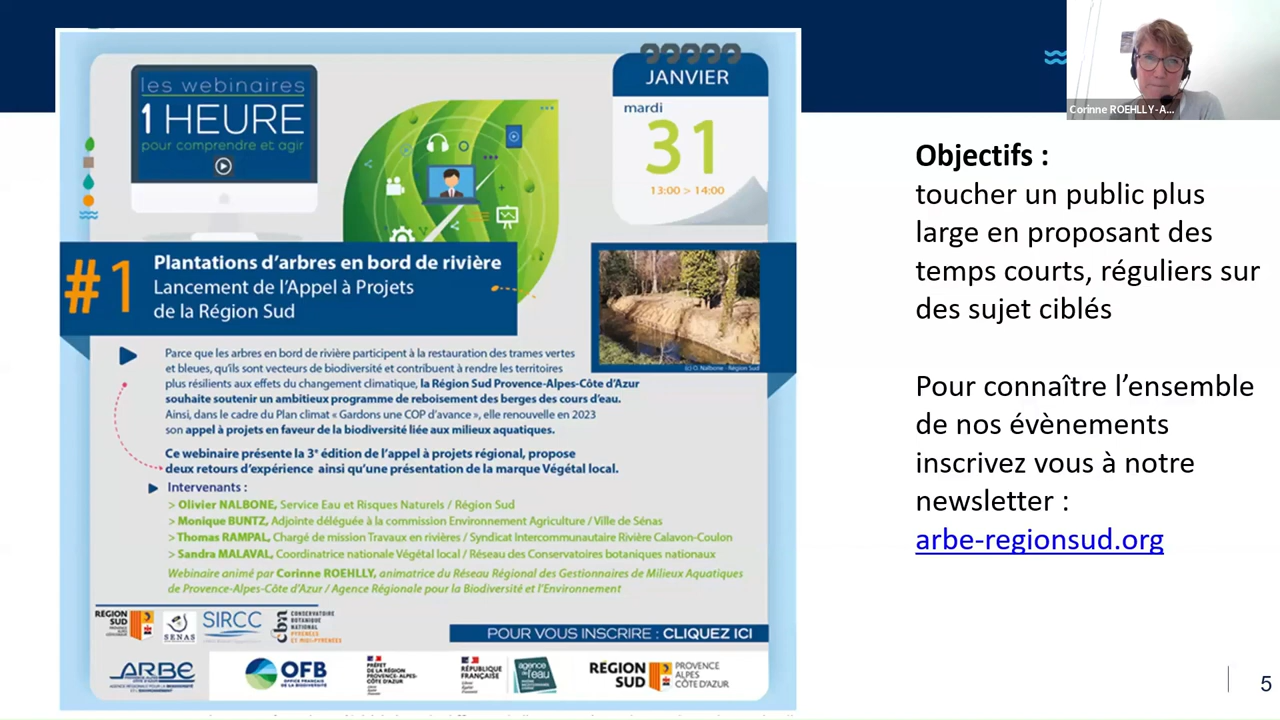 les webinaires
1 HEURE
pour comprendre et agir
JANVIER
mardi
31
13:00 > 14:00
Corinne ROEHLLY-A...
#1
Plantations d'arbres en bord de rivière
Lancement de l'Appel à Projets
de la Région Sud
(c) O. Nalbone - Région Sud
Parce que les arbres en bord de rivière participent à la restauration des trames vertes
et bleues, qu'ils sont vecteurs de biodiversité et contribuent à rendre les territoires
plus résilients aux effets du changement climatique, la Région Sud Provence-Alpes-Côte d'Azur
souhaite soutenir un ambitieux programme de reboisement des berges des cours d'eau.
Ainsi, dans le cadre du Plan climat « Gardons une COP d'avance », elle renouvelle en 2023
son appel à projets en faveur de la biodiversité liée aux milieux aquatiques.
Ce webinaire présente la 3e édition de l'appel à projets régional, propose
deux retours d'expérience ainsi qu'une présentation de la marque Végétal local.
Intervenants :
> Olivier NALBONE, Service Eau et Risques Naturels / Région Sud
> Monique BUNTZ, Adjointe déléguée à la commission Environnement Agriculture / Ville de Sénas
> Thomas RAMPAL, Chargé de mission Travaux en rivières / Syndicat Intercommunautaire Rivière Calavon-Coulon
> Sandra MALAVAL, Coordinatrice nationale Végétal local / Réseau des Conservatoires botaniques nationaux
Webinaire animé par Corinne ROEHLLY, animatrice du Réseau Régional des Gestionnaires de Milieux Aquatiques
de Provence-Alpes-Côte d'Azur / Agence Régionale pour la Biodiversité et l'Environnement
RÉGION
SUD
SENAS
SIRCC
cbn
CONSERVATOIRE
BOTANIQUE
NATIONAL
PYRÉNÉES
ET MIDI-PYRÉNÉES
POUR VOUS INSCRIRE : CLIQUEZ ICI
ARBE
AGENCE RÉGIONALE POUR LA BIODIVERSITÉ
ET L'ENVIRONNEMENT
OFB
OFFICE FRANÇAIS
DE LA BIODIVERSITÉ
PRÉFET
DE LA RÉGION
PROVENCE-ALPES-
CÔTE D'AZUR
RÉPUBLIQUE
FRANÇAISE
agence
de l'eau
RÉGION
SUD
PROVENCE
ALPES
CÔTE D'AZUR
Objectifs :
toucher un public plus
large en proposant des
temps courts, réguliers sur
des sujet ciblés
Pour connaître l'ensemble
de nos évènements
inscrivez vous à notre
newsletter :
arbe-regionsud.org
5